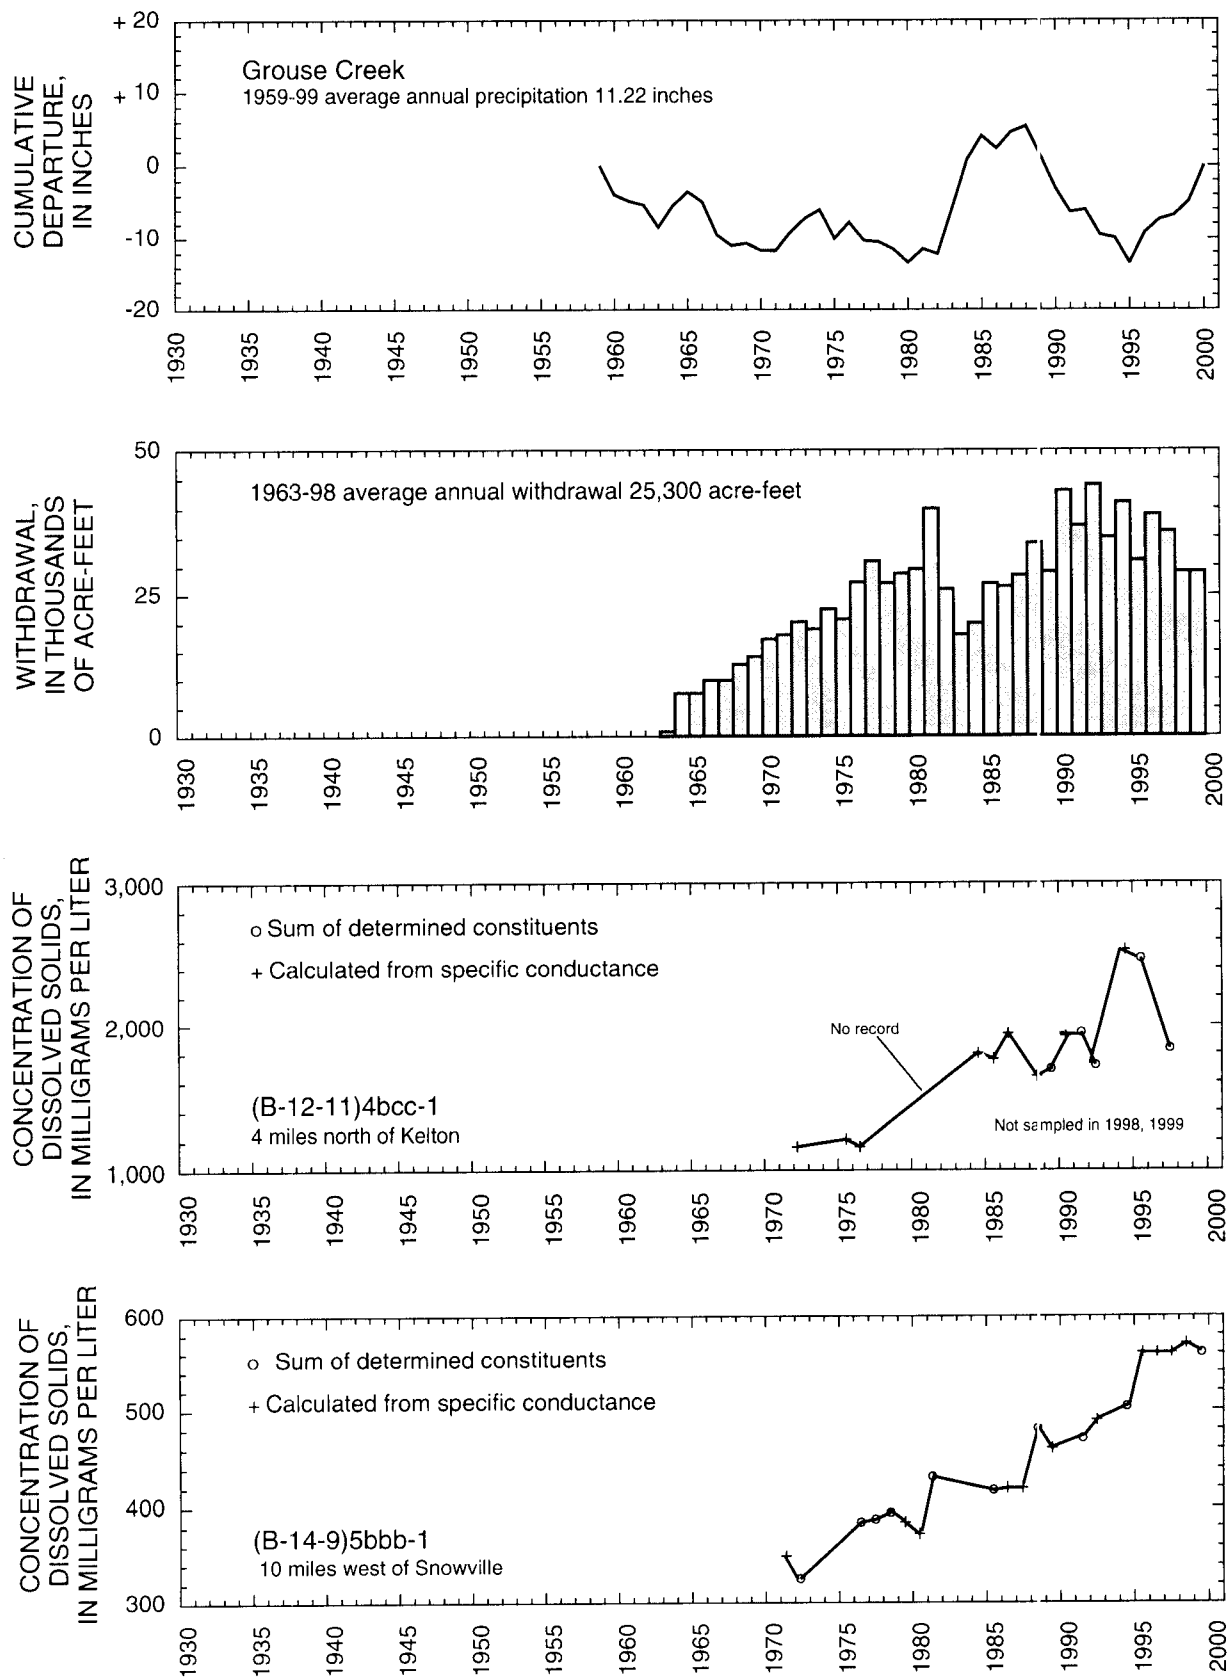 CUMULATIVE
DEPARTURE,
IN INCHES
+ 20
+ 10
0
-10
-20
Grouse Creek
1959-99 average annual precipitation 11.22 inches
1930 1935 1940 1945 1950 1955 1960 1965 1970 1975 1980 1985 1990 1995 2000
WITHDRAWAL,
IN THOUSANDS
OF ACRE-FEET
50
25
0
1963-98 average annual withdrawal 25,300 acre-feet
1930 1935 1940 1945 1950 1955 1960 1965 1970 1975 1980 1985 1990 1995 2000
CONCENTRATION OF
DISSOLVED SOLIDS,
IN MILLIGRAMS PER LITER
3,000
2,000
1,000
o Sum of determined constituents
+ Calculated from specific conductance
No record
(B-12-11)4bcc-1
4 miles north of Kelton
Not sampled in 1998, 1999
1930 1935 1940 1945 1950 1955 1960 1965 1970 1975 1980 1985 1990 1995 2000
CONCENTRATION OF
DISSOLVED SOLIDS,
IN MILLIGRAMS PER LITER
600
500
400
300
o Sum of determined constituents
+ Calculated from specific conductance
(B-14-9)5bbb-1
10 miles west of Snowville
1930 1935 1940 1945 1950 1955 1960 1965 1970 1975 1980 1985 1990 1995 2000